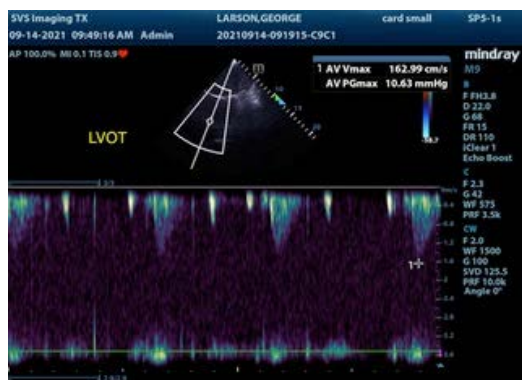 SVS Imaging TX LARSON,GEORGE card small SP5-1s
09-14-2021 09:49:16 AM Admin 20210914-091915-C9C1
AP 100.0% MI 0.1 TIS 0.9
mindray
M9
1 AV Vmax 162.99 cm/s
AV PGmax 10.63 mmHg
LVOT
B
F FH3.8
D 22.0
G 68
FR 15
DR 110
iClear 1
Echo Boost
C
F 2.3
G 42
WF 575
PRF 3.5k
CW
F 2.0
WF 1500
G 100
SVD 125.5
PRF 10.0k
Angle 0°
1